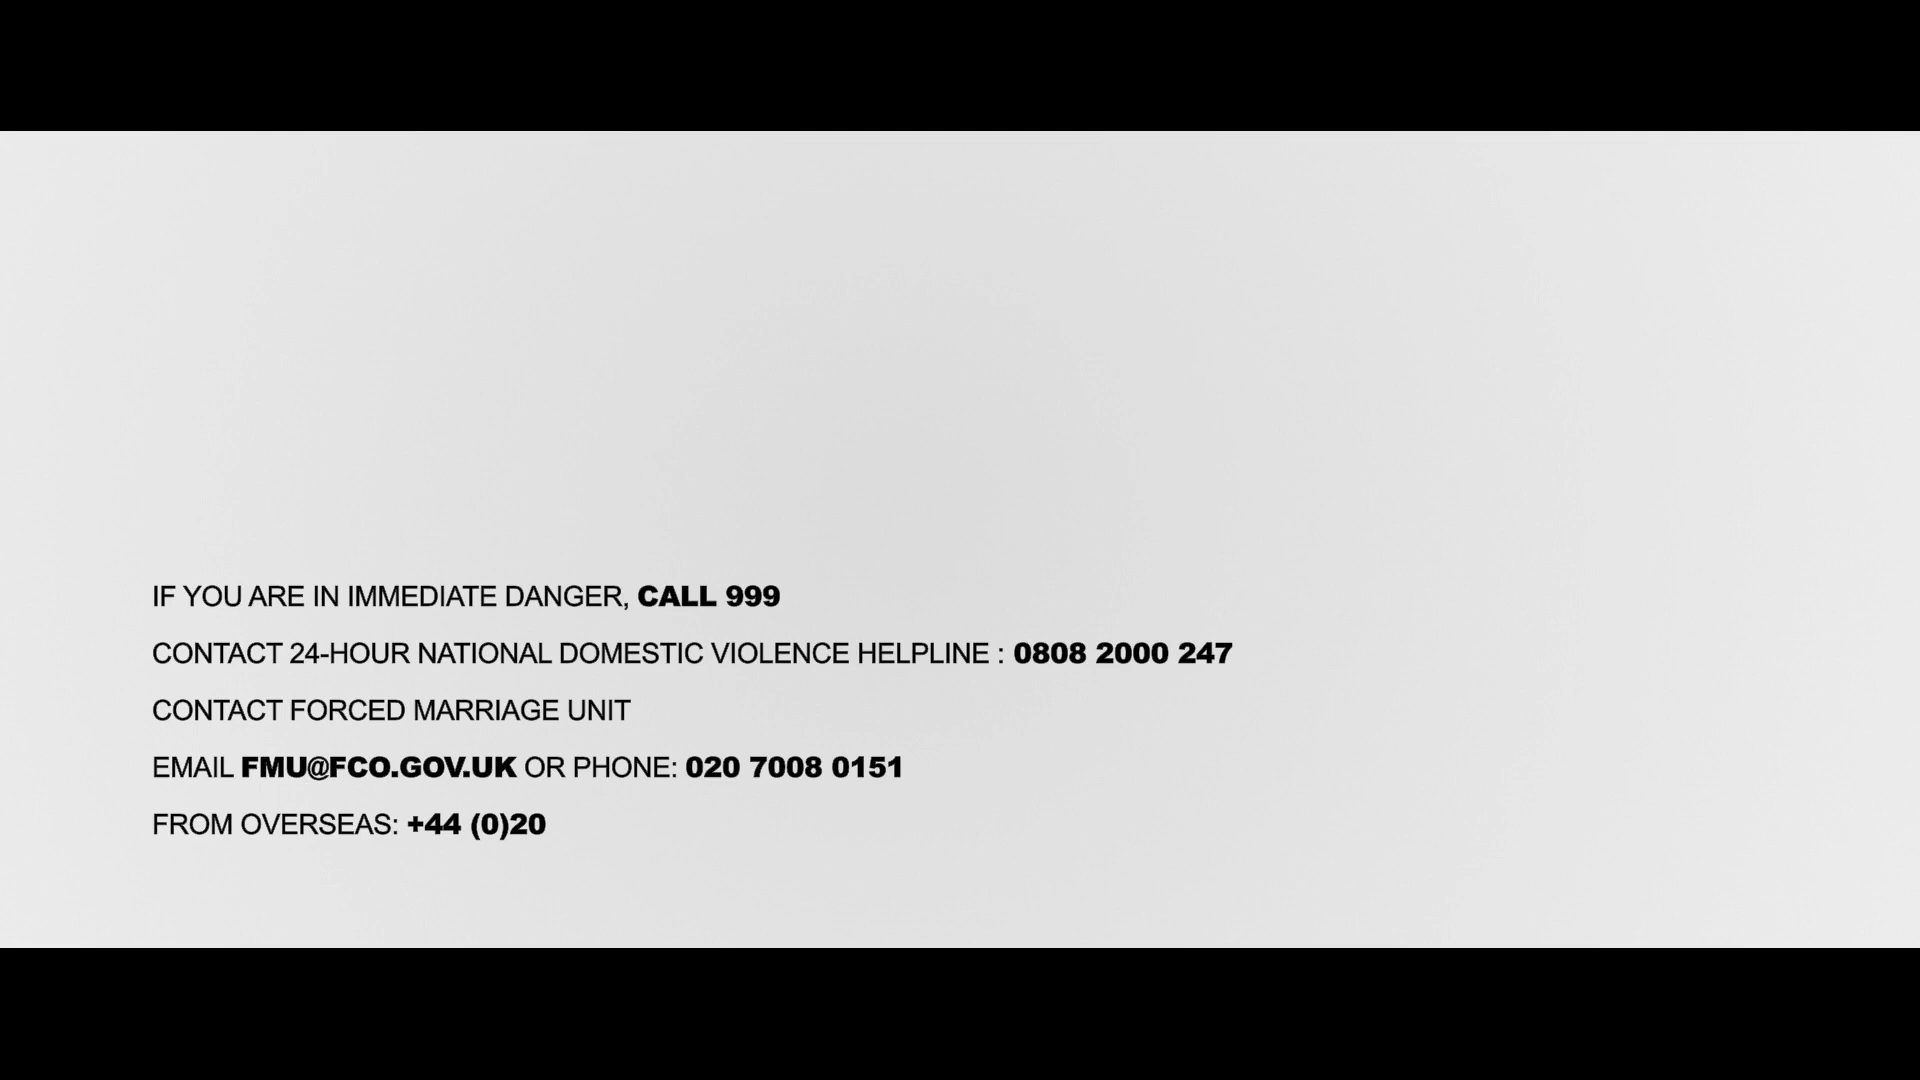 IF YOU ARE IN IMMEDIATE DANGER, CALL 999
CONTACT 24-HOUR NATIONAL DOMESTIC VIOLENCE HELPLINE : 0808 2000 247
CONTACT FORCED MARRIAGE UNIT
EMAIL FMU@FCO.GOV.UK OR PHONE: 020 7008 0151
FROM OVERSEAS: +44 (0)20